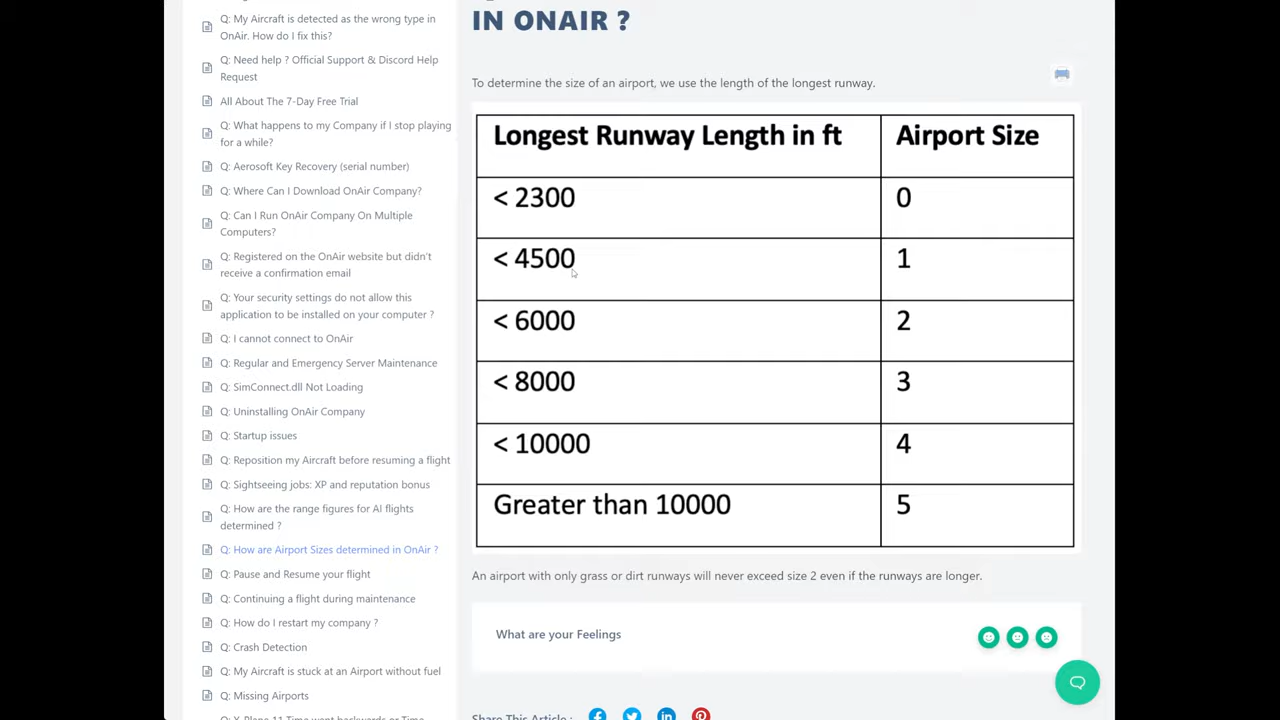 Q: My Aircraft is detected as the wrong type in
OnAir. How do I fix this?
Q: Need help ? Official Support & Discord Help
Request
All About The 7-Day Free Trial
Q: What happens to my Company if I stop playing
for a while?
Q: Aerosoft Key Recovery (serial number)
Q: Where Can I Download OnAir Company?
Q: Can I Run OnAir Company On Multiple
Computers?
Q: Registered on the OnAir website but didn't
receive a confirmation email
Q: Your security settings do not allow this
application to be installed on your computer ?
Q: I cannot connect to OnAir
Q: Regular and Emergency Server Maintenance
Q: SimConnect.dll Not Loading
Q: Uninstalling OnAir Company
Q: Startup issues
Q: Reposition my Aircraft before resuming a flight
Q: Sightseeing jobs: XP and reputation bonus
Q: How are the range figures for AI flights
determined ?
Q: How are Airport Sizes determined in OnAir ?
Q: Pause and Resume your flight
Q: Continuing a flight during maintenance
Q: How do I restart my company ?
Q: Crash Detection
Q: My Aircraft is stuck at an Airport without fuel
Q: Missing Airports
Q: X-Plane 11 Time went backwards or Time
IN ONAIR ?
To determine the size of an airport, we use the length of the longest runway.
Longest Runway Length in ft Airport Size
< 2300 0
< 4500 1
< 6000 2
< 8000 3
< 10000 4
Greater than 10000 5
An airport with only grass or dirt runways will never exceed size 2 even if the runways are longer.
What are your Feelings
Share This Article :